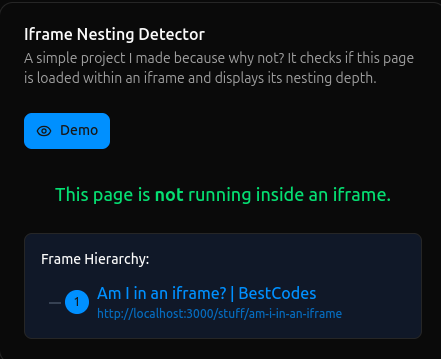 Iframe Nesting Detector
A simple project I made because why not? It checks if this page
is loaded within an iframe and displays its nesting depth.
Demo
This page is not running inside an iframe.
Frame Hierarchy:
1
Am I in an iframe? | BestCodes
http://localhost:3000/stuff/am-i-in-an-iframe